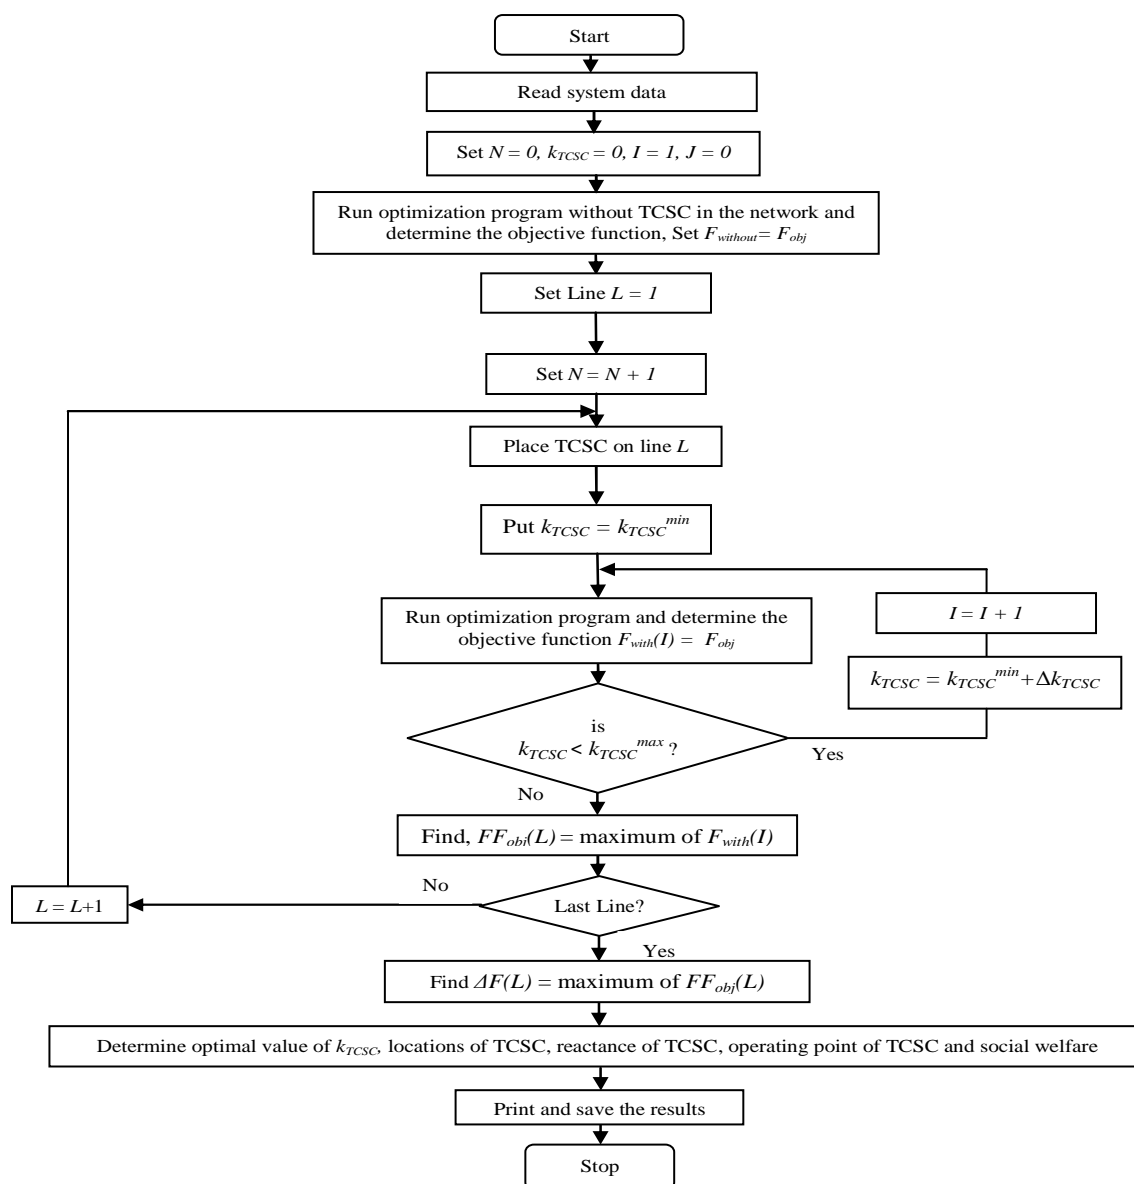 Start
Read system data
Set N = 0, kTCSC = 0, I = 1, J = 0
Run optimization program without TCSC in the network and
determine the objective function, Set Fwithout= Fobj
Set Line L = 1
Set N = N + 1
Place TCSC on line L
Put kTCSC = kTCSCmin
Run optimization program and determine the
objective function Fwith(I) = Fobj
I = I + 1
kTCSC = kTCSCmin+ΔkTCSC
is
kTCSC < kTCSCmax ?
Yes
No
Find, FFobj(L) = maximum of Fwith(I)
No
L = L+1
Last Line?
Yes
Find ΔF(L) = maximum of FFobj(L)
Determine optimal value of kTCSC, locations of TCSC, reactance of TCSC, operating point of TCSC and social welfare
Print and save the results
Stop